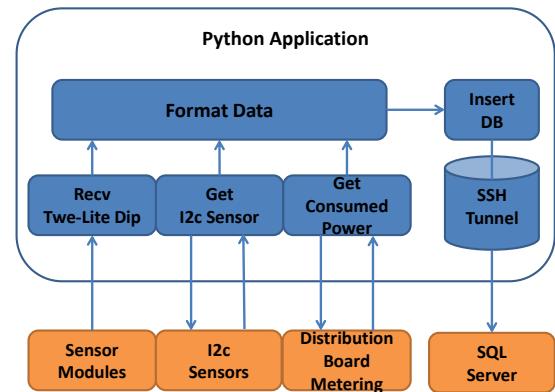 Python Application
Format Data
Insert
DB
Recv
Twe-Lite Dip
Get
I2c Sensor
Get
Consumed
Power
SSH
Tunnel
Sensor
Modules
I2c
Sensors
Distribution
Board
Metering
SQL
Server